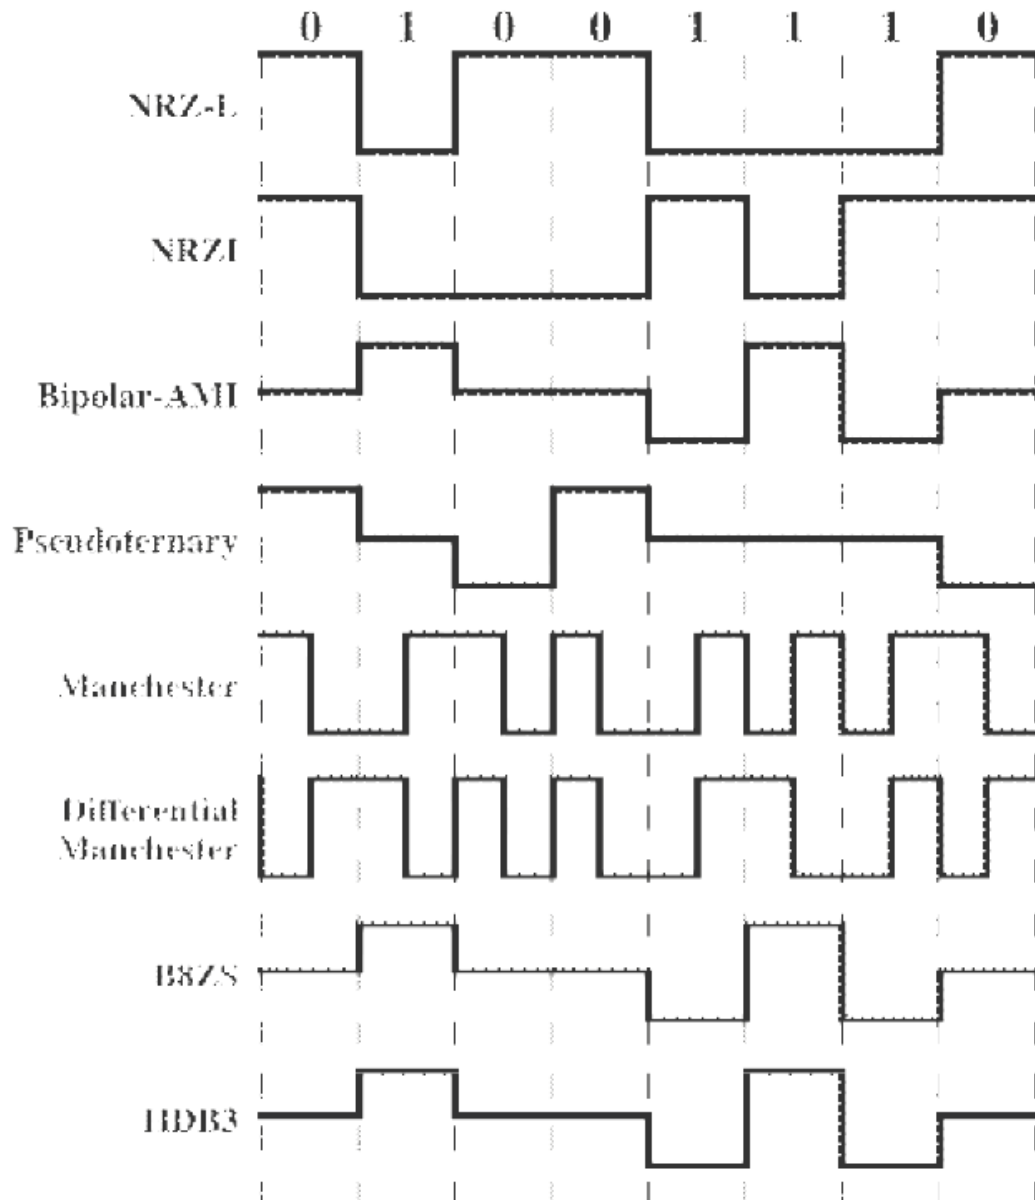 0 1 0 0 1 1 1 0
NRZ-L
NRZI
Bipolar-AMI
Pseudoternary
Manchester
Differential
Manchester
B8ZS
HDB3